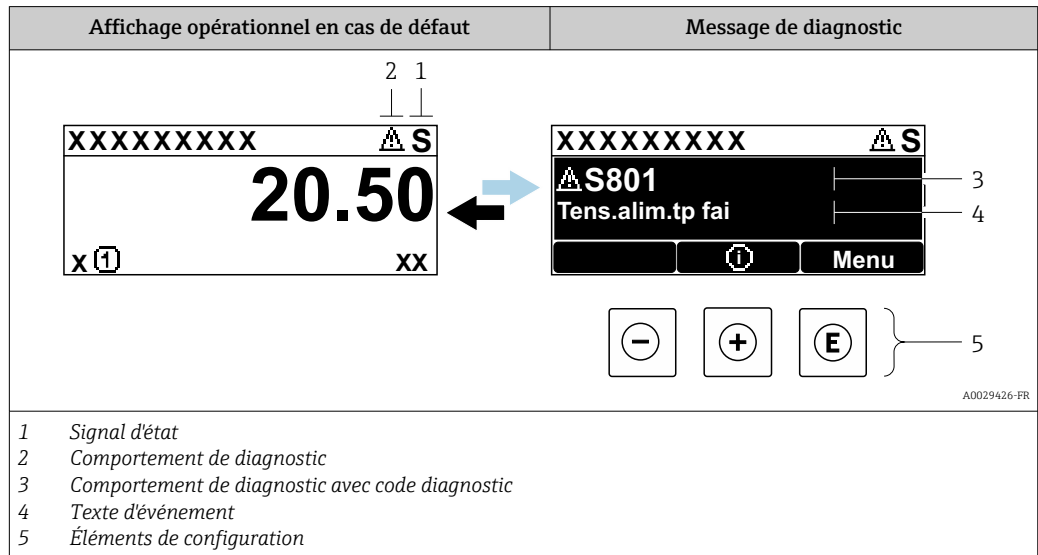 Affichage opérationnel en cas de défaut
Message de diagnostic
2 1
XXXXXXXXX ⚠ S
20.50
x ① xx
XXXXXXXXX ⚠ S
⚠S801
Tens.alim.tp fai
ⓘ Menu
3
4
− + E
5
A0029426-FR
1 Signal d'état
2 Comportement de diagnostic
3 Comportement de diagnostic avec code diagnostic
4 Texte d'événement
5 Éléments de configuration